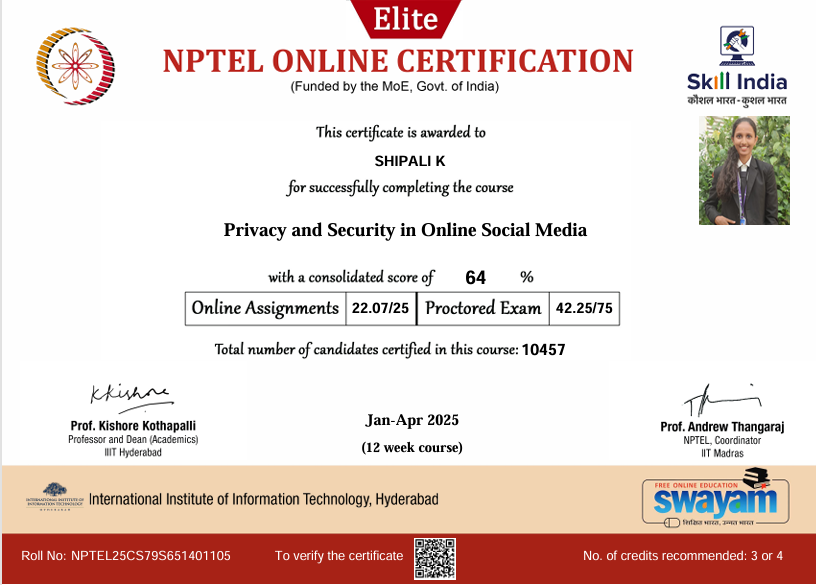 Elite
NPTEL ONLINE CERTIFICATION
(Funded by the MoE, Govt. of India)
Skill India
कौशल भारत - कुशल भारत
This certificate is awarded to
SHIPALI K
for successfully completing the course
Privacy and Security in Online Social Media
with a consolidated score of 64 %
Online Assignments 22.07/25 Proctored Exam 42.25/75
Total number of candidates certified in this course: 10457
Prof. Kishore Kothapalli
Professor and Dean (Academics)
IIIT Hyderabad
Jan-Apr 2025
(12 week course)
Prof. Andrew Thangaraj
NPTEL, Coordinator
IIT Madras
INTERNATIONAL INSTITUTE OF
INFORMATION TECHNOLOGY
HYDERABAD
International Institute of Information Technology, Hyderabad
FREE ONLINE EDUCATION
swayam
शिक्षित भारत, उन्नत भारत
Roll No: NPTEL25CS79S651401105 To verify the certificate No. of credits recommended: 3 or 4